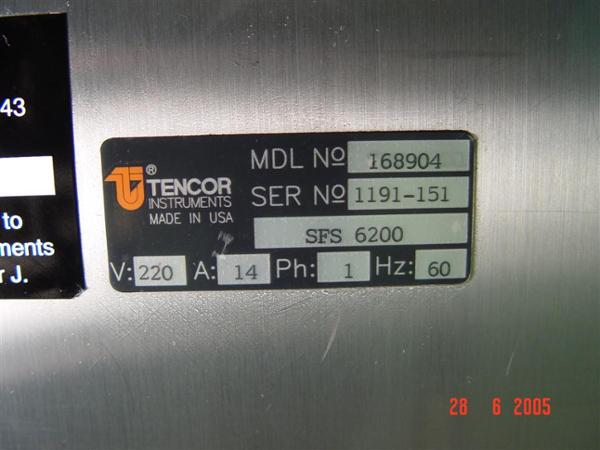 43
to
ments
r J.
® TENCOR
INSTRUMENTS
MADE IN USA
MDL Nº 168904
SER Nº 1191-151
SFS 6200
V: 220 A: 14 Ph: 1 Hz: 60
28 6 2005